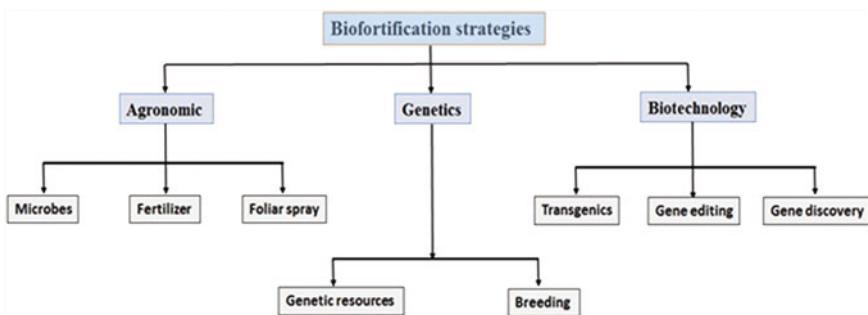 Biofortification strategies
Agronomic
Genetics
Biotechnology
Microbes
Fertilizer
Foliar spray
Transgenics
Gene editing
Gene discovery
Genetic resources
Breeding